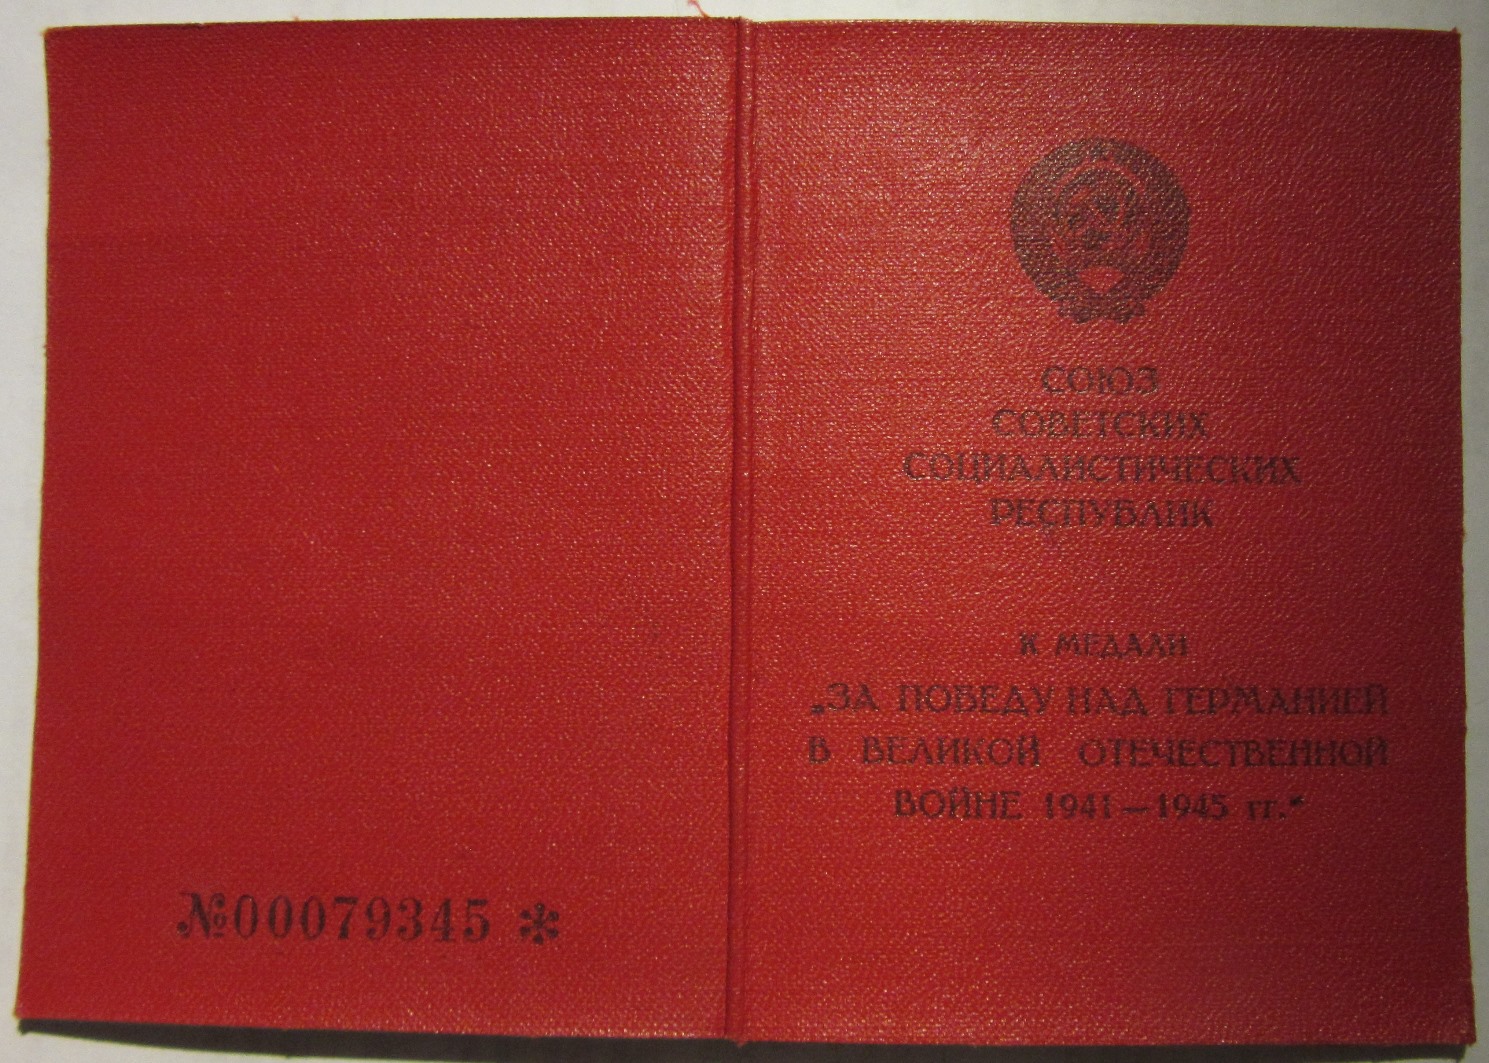 СОЮЗ
СОВЕТСКИХ
СОЦИАЛИСТИЧЕСКИХ
РЕСПУБЛИК
К МЕДАЛИ
„ЗА ПОБЕДУ НАД ГЕРМАНИЕЙ
В ВЕЛИКОЙ ОТЕЧЕСТВЕННОЙ
ВОЙНЕ 1941—1945 гг.“
№00079345 *